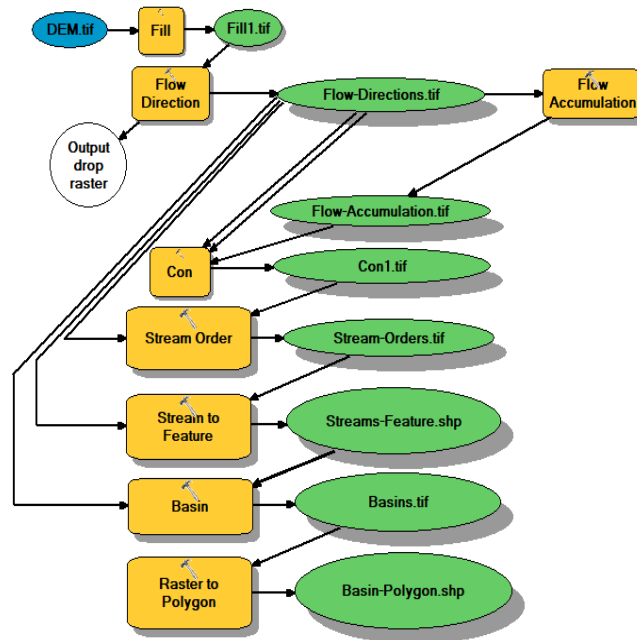 DEM.tif
Fill
Fill1.tif
Flow
Direction
Flow-Directions.tif
Flow
Accumulation
Output
drop
raster
Flow-Accumulation.tif
Con
Con1.tif
Stream Order
Stream-Orders.tif
Stream to
Feature
Streams-Feature.shp
Basin
Basins.tif
Raster to
Polygon
Basin-Polygon.shp